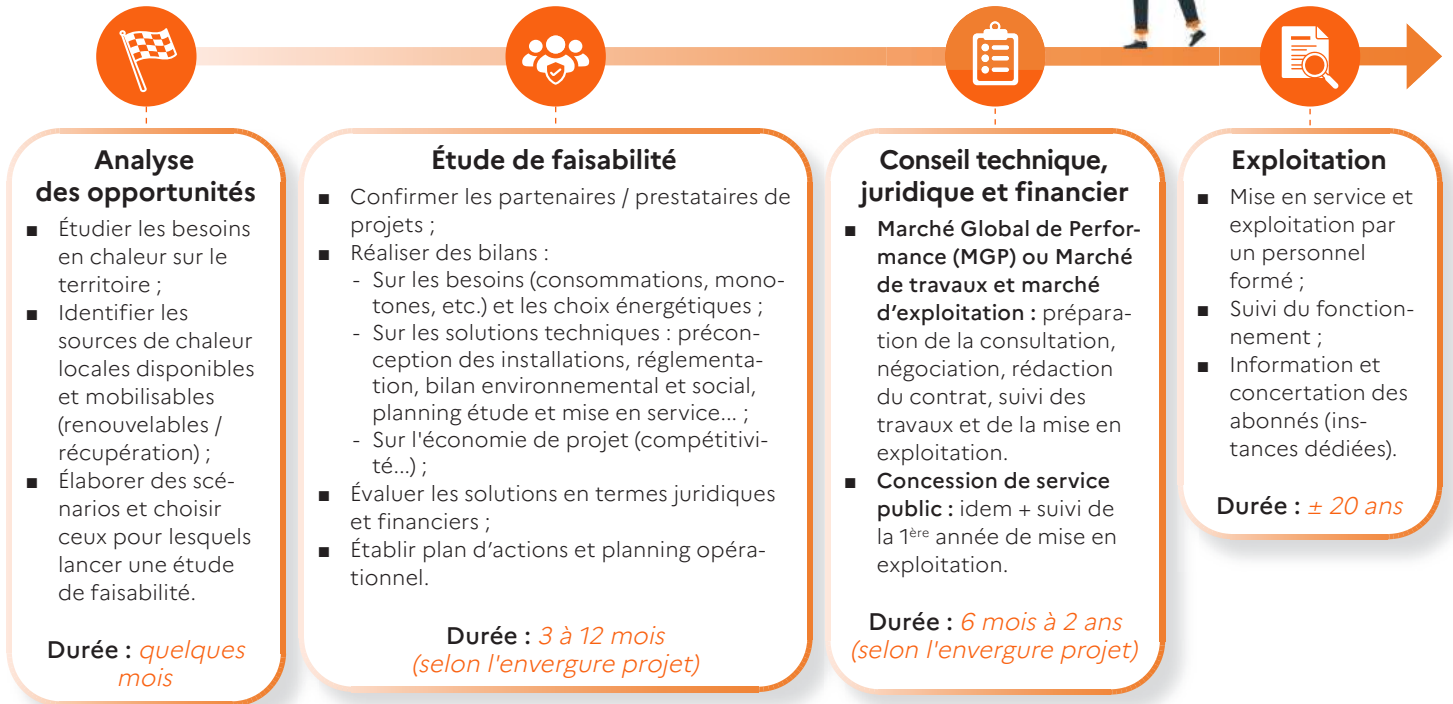 Analyse
des opportunités
■ Étudier les besoins
en chaleur sur le
territoire ;
■ Identifier les
sources de chaleur
locales disponibles
et mobilisables
(renouvelables /
récupération) ;
■ Élaborer des scé-
narios et choisir
ceux pour lesquels
lancer une étude
de faisabilité.
Durée : quelques
mois
Étude de faisabilité
■ Confirmer les partenaires / prestataires de
projets ;
■ Réaliser des bilans :
- Sur les besoins (consommations, mono-
tones, etc.) et les choix énergétiques ;
- Sur les solutions techniques : précon-
ception des installations, réglementa-
tion, bilan environnemental et social,
planning étude et mise en service... ;
- Sur l'économie de projet (compétitivi-
té...) ;
■ Évaluer les solutions en termes juridiques
et financiers ;
■ Établir plan d'actions et planning opéra-
tionnel.
Durée : 3 à 12 mois
(selon l'envergure projet)
Conseil technique,
juridique et financier
■ Marché Global de Perfor-
mance (MGP) ou Marché
de travaux et marché
d'exploitation : prépara-
tion de la consultation,
négociation, rédaction
du contrat, suivi des
travaux et de la mise en
exploitation.
■ Concession de service
public : idem + suivi de
la 1ère année de mise en
exploitation.
Durée : 6 mois à 2 ans
(selon l'envergure projet)
Exploitation
■ Mise en service et
exploitation par
un personnel
formé ;
■ Suivi du fonction-
nement ;
■ Information et
concertation des
abonnés (ins-
tances dédiées).
Durée : ± 20 ans